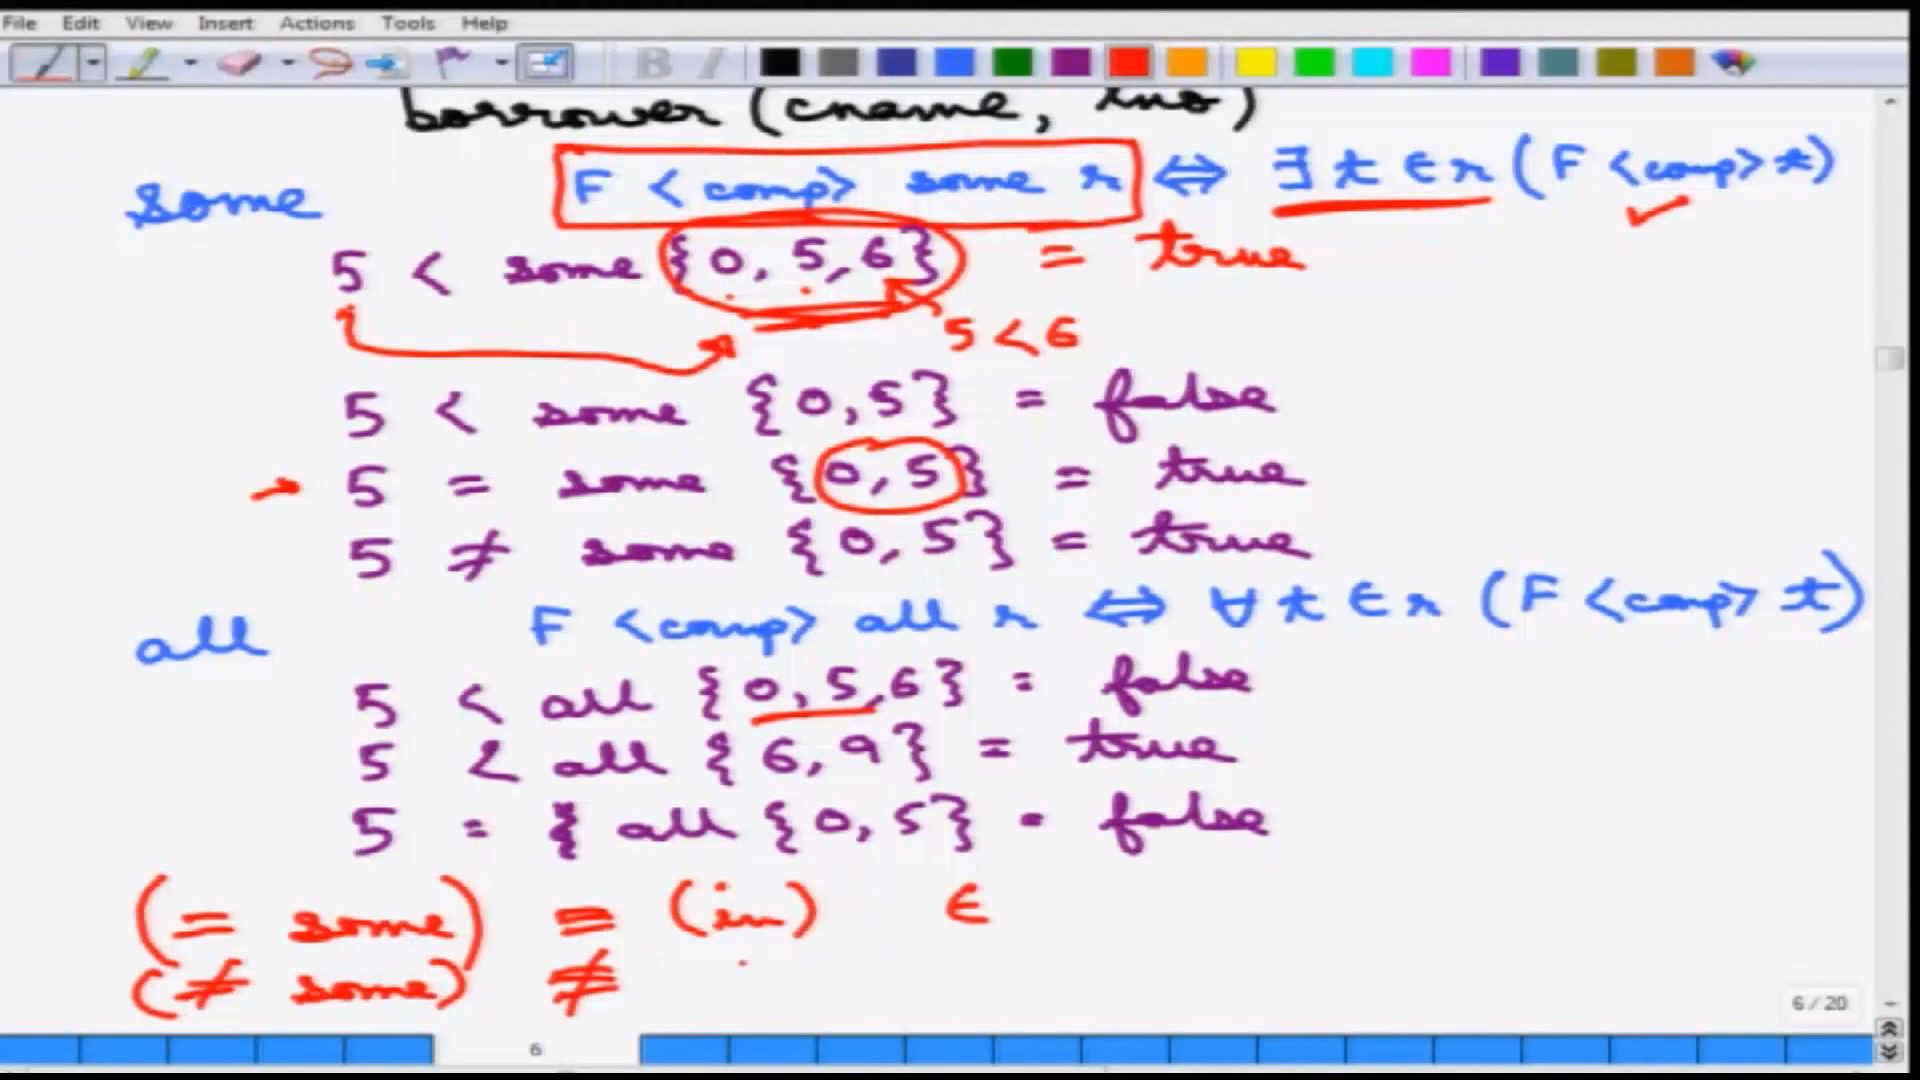 File Edit View Insert Actions Tools Help
B I
borrower (cname, lno)
some F <comp> some r ⇔ ∃ t ∈ r (F <comp> t)
5 < some {0, 5, 6} = true
5 < 6
5 < some {0, 5} = false
5 = some {0, 5} = true
5 ≠ some {0, 5} = true
all F <comp> all r ⇔ ∀ t ∈ r (F <comp> t)
5 < all {0, 5, 6} = false
5 < all {6, 9} = true
5 = { all {0, 5} = false
(= some) ≡ (in) ∈
(≠ some) ≢
6 / 20
6